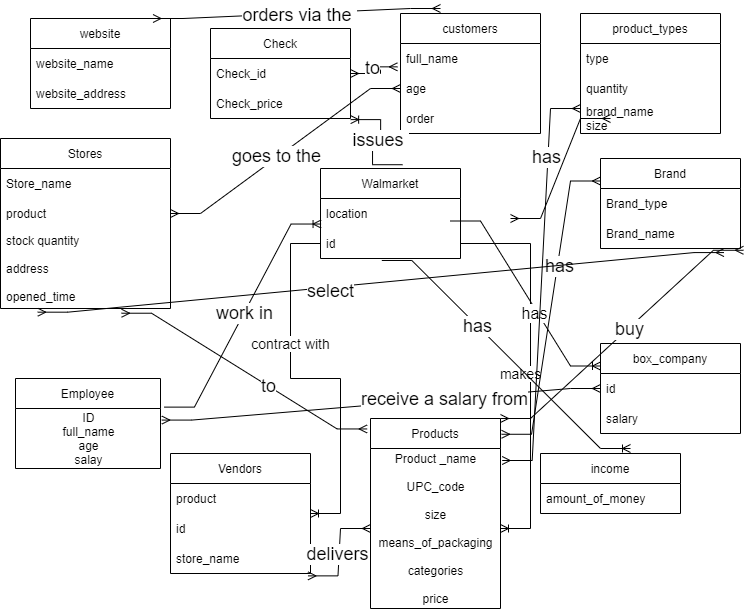 orders via the
website
website_name
website_address
Check
Check_id
Check_price
to
customers
full_name
age
order
product_types
type
quantity
brand_name
size
issues
goes to the
has
Stores
Store_name
product
stock quantity
address
opened_time
Walmarket
location
id
Brand
Brand_type
Brand_name
has
select
work in
has
has
buy
contract with
makes
box_company
id
salary
to
receive a salary from
Employee
ID
full_name
age
salay
Products
Product _name
UPC_code
size
means_of_packaging
categories
price
Vendors
product
id
store_name
delivers
income
amount_of_money